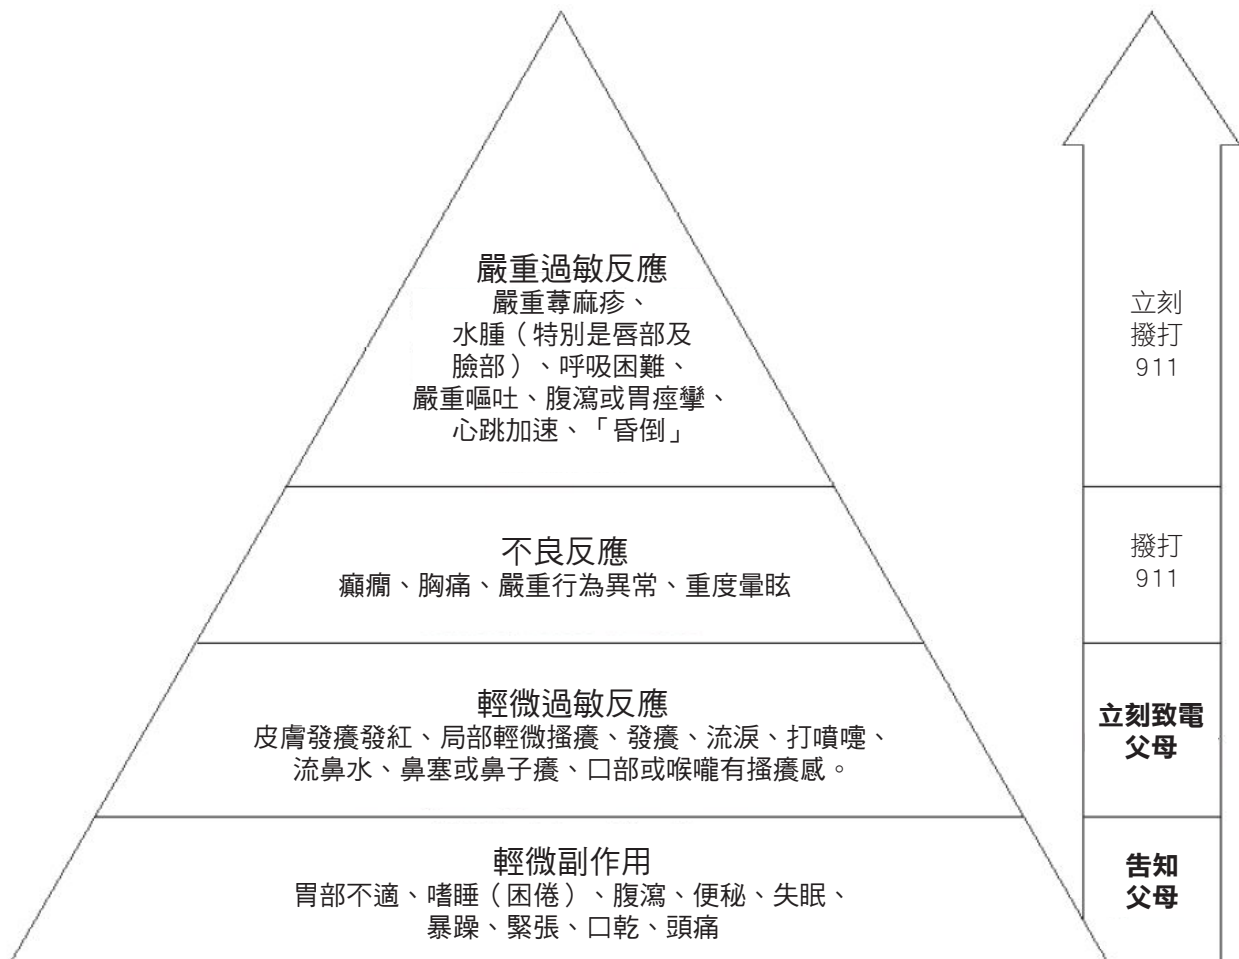 嚴重過敏反應
嚴重蕁麻疹、
水腫（特別是唇部及
臉部）、呼吸困難、
嚴重嘔吐、腹瀉或胃痙攣、
心跳加速、「昏倒」
立刻
撥打
911
不良反應
癲癇、胸痛、嚴重行為異常、重度暈眩
撥打
911
輕微過敏反應
皮膚發癢發紅、局部輕微搔癢、發癢、流淚、打噴嚏、
流鼻水、鼻塞或鼻子癢、口部或喉嚨有搔癢感。
立刻致電
父母
輕微副作用
胃部不適、嗜睡（困倦）、腹瀉、便秘、失眠、
暴躁、緊張、口乾、頭痛
告知
父母